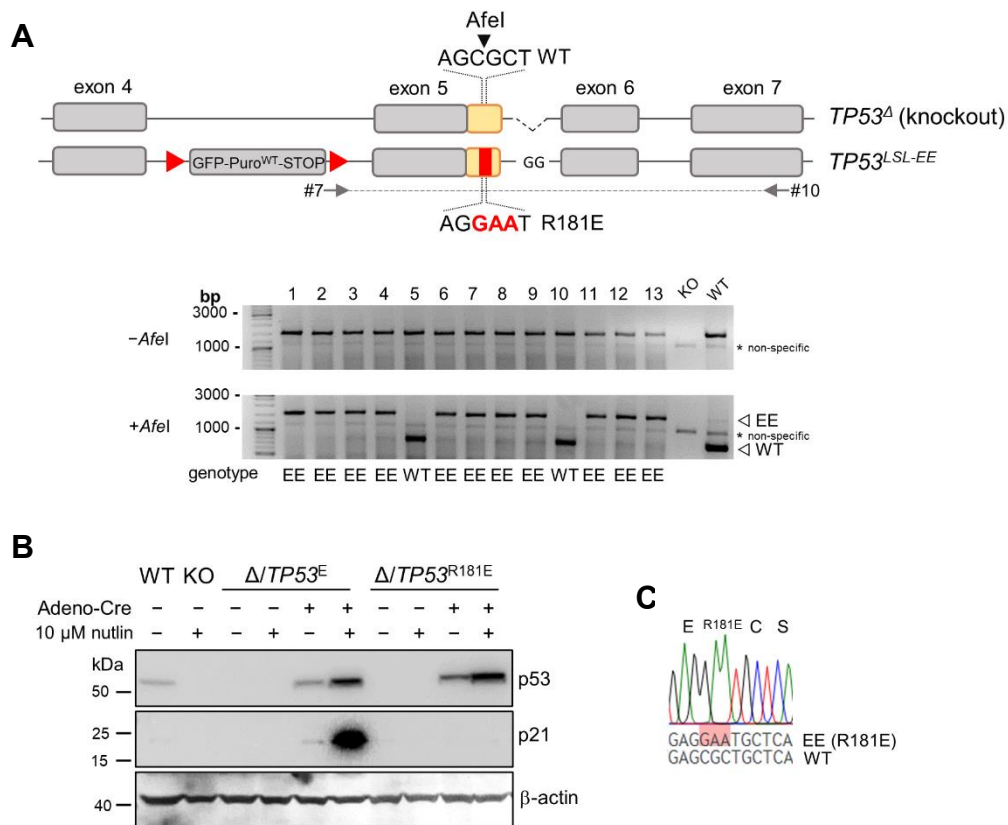 A
AfeI
AGCGCT WT
exon 4 exon 5 exon 6 exon 7
TP53Δ (knockout)
GFP-PuroWT-STOP GG TP53LSL-EE
#7 #10
AGGAAT R181E
bp 1 2 3 4 5 6 7 8 9 10 11 12 13 KO WT
3000 -
−AfeI
1000 - * non-specific
3000 -
+AfeI ◁ EE
1000 - * non-specific
◁ WT
genotype EE EE EE EE WT EE EE EE EE WT EE EE EE
B
WT KO Δ/TP53E Δ/TP53R181E
Adeno-Cre − − − + + − − + +
10 µM nutlin − + − + − + − + − +
kDa
50 p53
25 p21
15
40 β-actin
C
E R181E C S
GAGGAATGCTCA EE (R181E)
GAGCGCTGCTCA WT